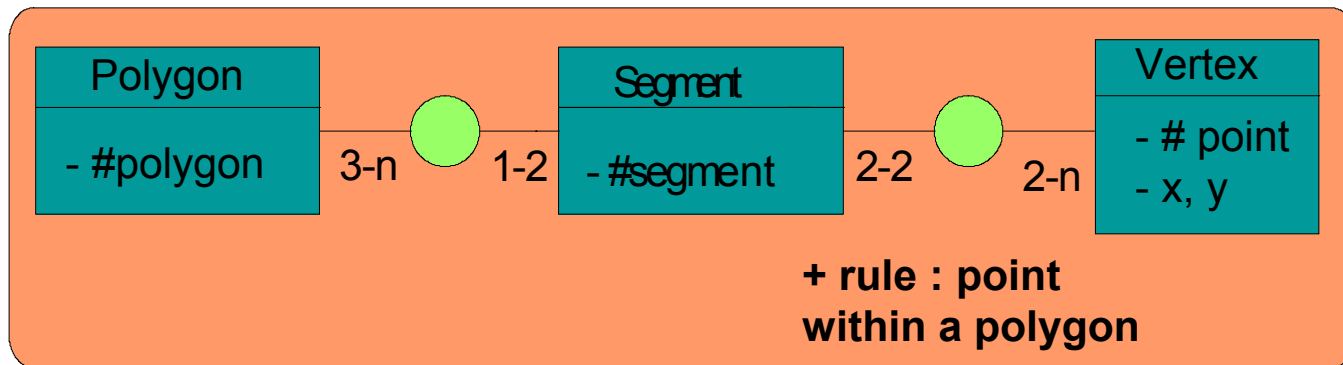 Polygon
- #polygon
3-n
1-2
Segment
- #segment
2-2
2-n
Vertex
- # point
- x, y
+ rule : point
within a polygon